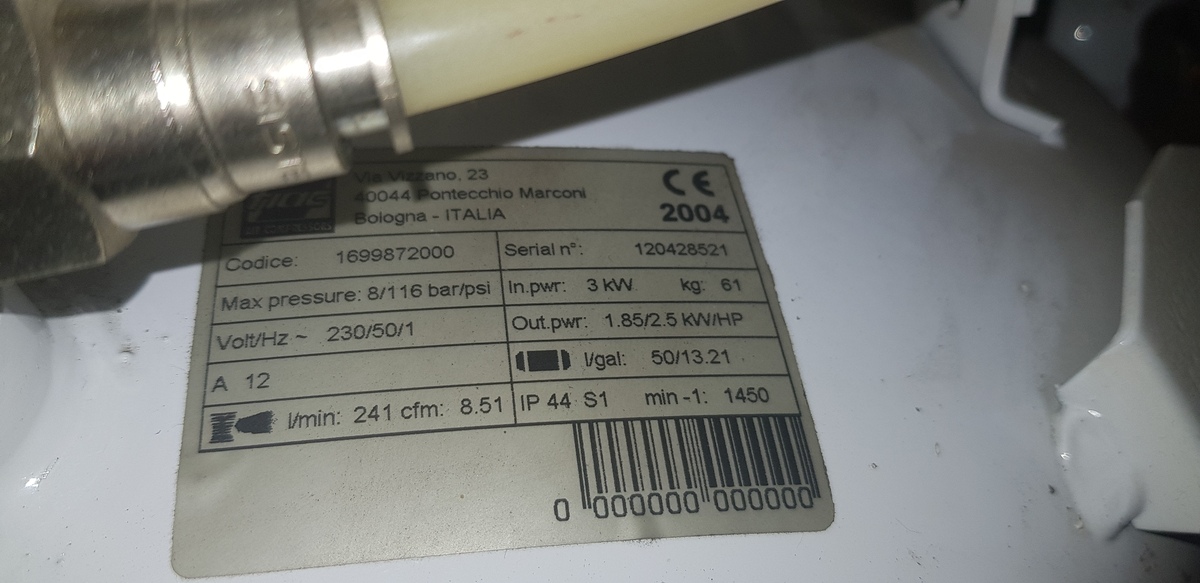 Via Vizzano, 23
40044 Pontecchio Marconi
Bologna - ITALIA
fiac
CE
2004
Codice: 1699872000
Serial n°: 120428521
Max pressure: 8/116 bar/psi
In.pwr: 3 kW kg: 61
Volt/Hz ~ 230/50/1
Out.pwr: 1.85/2.5 kW/HP
A 12
l/gal: 50/13.21
l/min: 241 cfm: 8.51
IP 44 S1 min -1: 1450
0 000000 000000